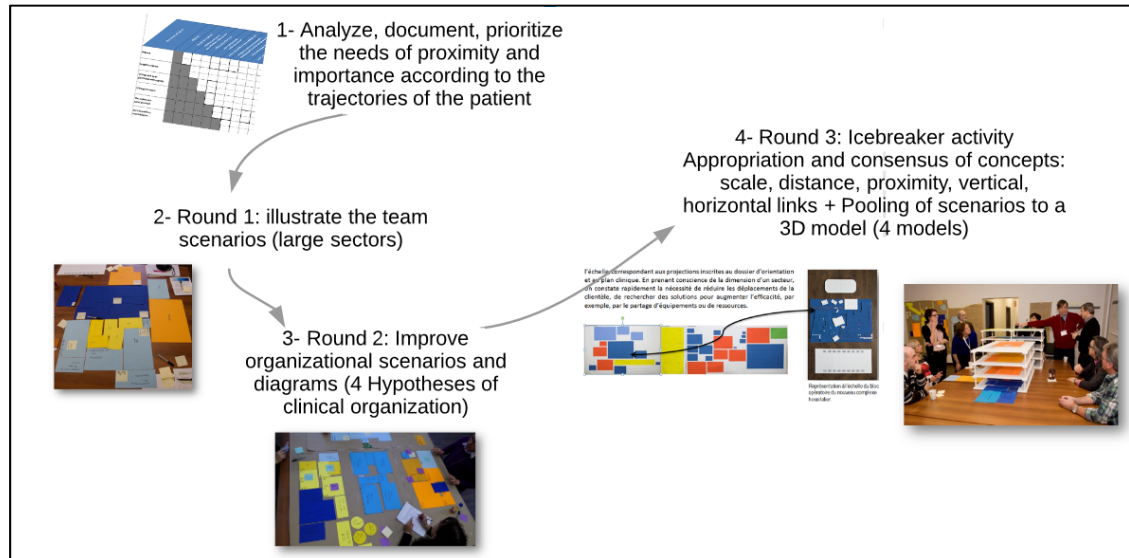 1- Analyze, document, prioritize
the needs of proximity and
importance according to the
trajectories of the patient
2- Round 1: illustrate the team
scenarios (large sectors)
3- Round 2: Improve
organizational scenarios and
diagrams (4 Hypotheses of
clinical organization)
4- Round 3: Icebreaker activity
Appropriation and consensus of concepts:
scale, distance, proximity, vertical,
horizontal links + Pooling of scenarios to a
3D model (4 models)
l'échelle correspondant aux projections inscrites au dossier d'orientation
et au plan clinique. En prenant conscience de la dimension d'un secteur,
on constate rapidement la nécessité de réduire les déplacements de la
clientèle, de rechercher des solutions pour augmenter l'efficacité, par
exemple, par le partage d'équipements ou de ressources.
Représentation à l'échelle du Bloc
opératoire du nouveau complexe
hospitalier